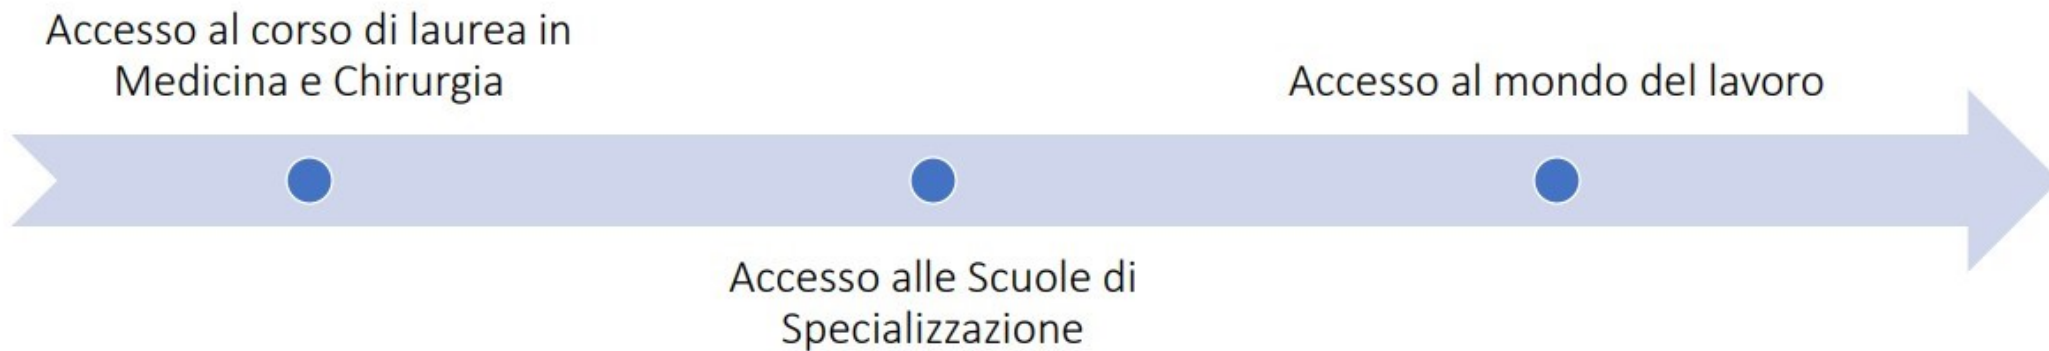 Accesso al corso di laurea in
Medicina e Chirurgia
Accesso alle Scuole di
Specializzazione
Accesso al mondo del lavoro